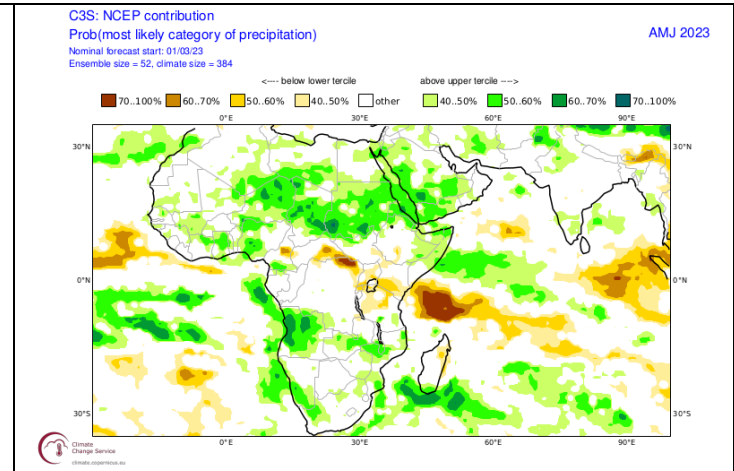 C3S: NCEP contribution
Prob(most likely category of precipitation)
AMJ 2023
Nominal forecast start: 01/03/23
Ensemble size = 52, climate size = 384
<---- below lower tercile
above upper tercile ---->
70..100% 60..70% 50..60% 40..50% other 40..50% 50..60% 60..70% 70..100%
0°E 30°E 60°E 90°E
30°N 30°N
0°N 0°N
30°S 30°S
0°E 30°E 60°E 90°E
Climate
Change Service
climate.copernicus.eu